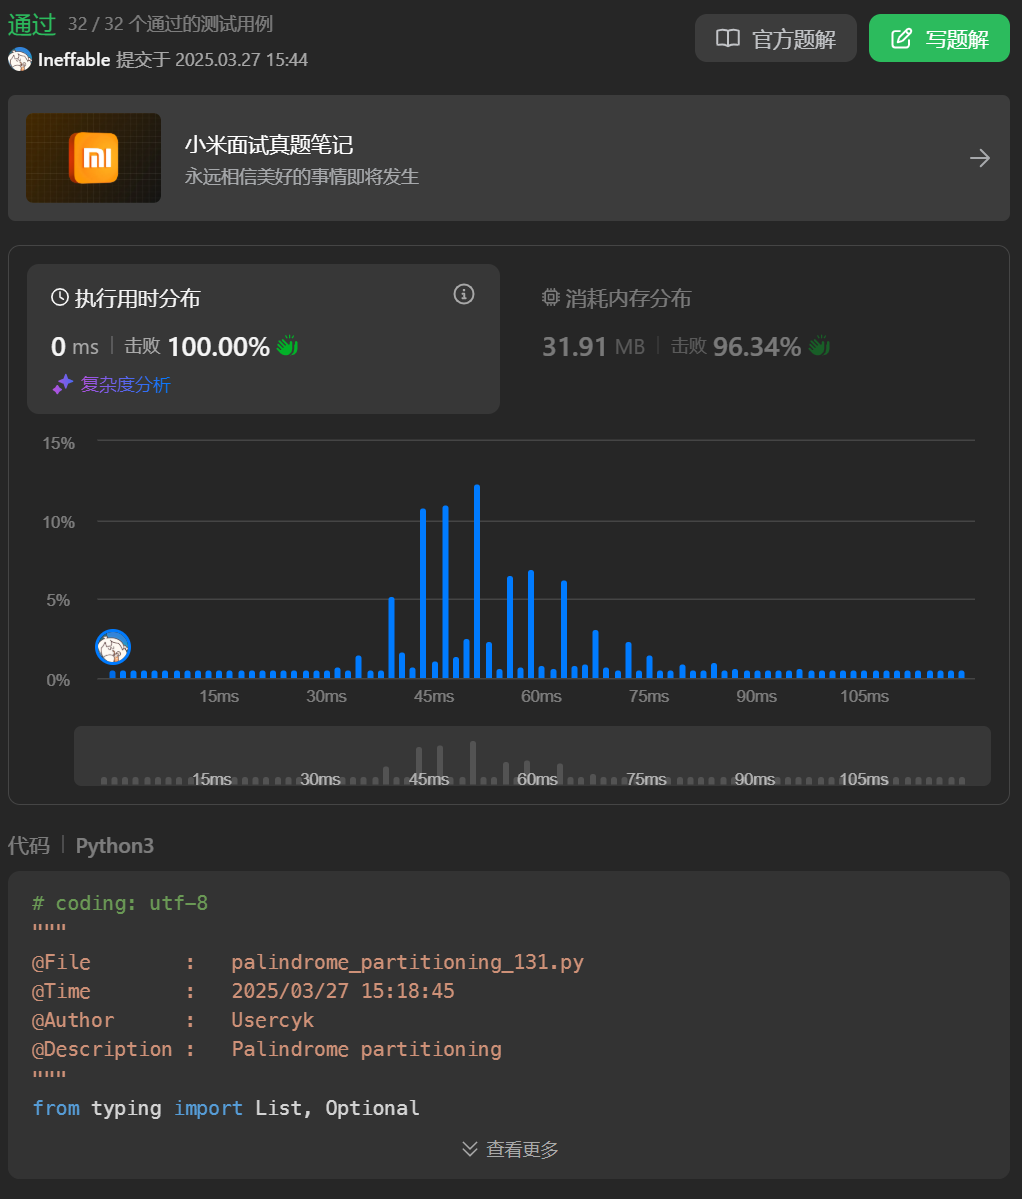 通过 32 / 32 个通过的测试用例
官方题解
写题解
Ineffable 提交于 2025.03.27 15:44
mi
小米面试真题笔记
永远相信美好的事情即将发生
执行用时分布
0 ms 击败 100.00%
复杂度分析
消耗内存分布
31.91 MB 击败 96.34%
15%
10%
5%
0%
15ms 30ms 45ms 60ms 75ms 90ms 105ms
15ms 30ms 45ms 60ms 75ms 90ms 105ms
代码 Python3
# coding: utf-8
"""
@File        :   palindrome_partitioning_131.py
@Time        :   2025/03/27 15:18:45
@Author      :   Usercyk
@Description :   Palindrome partitioning
"""
from typing import List, Optional
查看更多